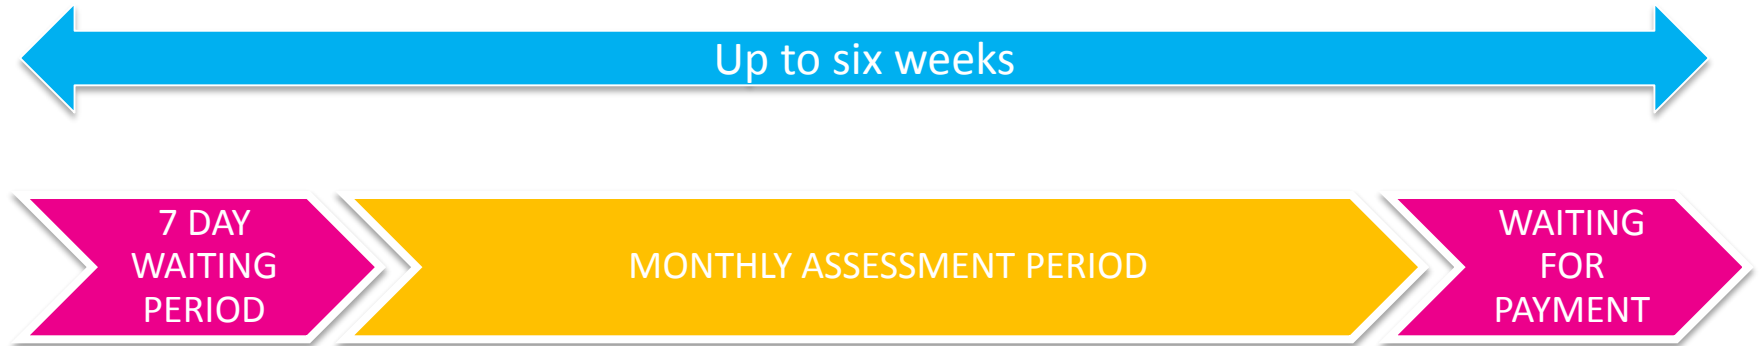 Up to six weeks
7 DAY
WAITING
PERIOD
MONTHLY ASSESSMENT PERIOD
WAITING
FOR
PAYMENT